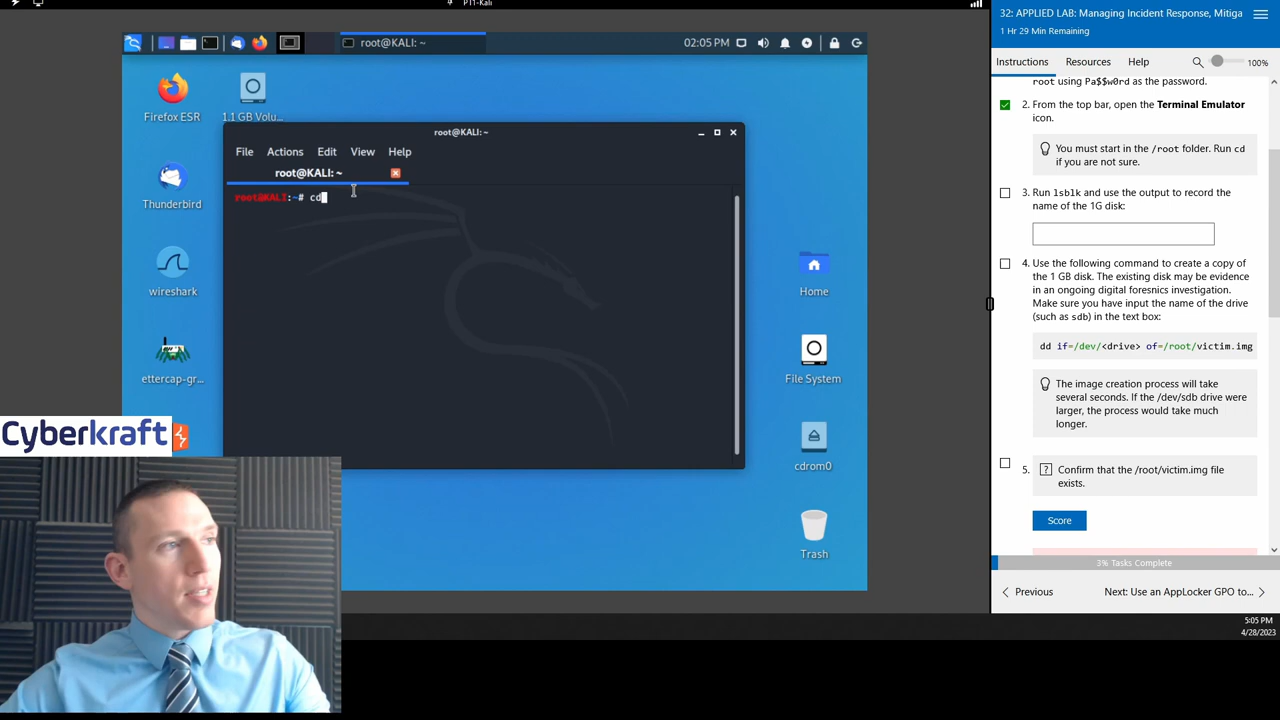 PT1-Kali
root@KALI: ~
02:05 PM
Firefox ESR
1.1 GB Volu...
Thunderbird
wireshark
ettercap-gr...
root@KALI:~
File Actions Edit View Help
root@KALI: ~
root@KALI:~# cd
Home
File System
cdrom0
Trash
Cyberkraft
32: APPLIED LAB: Managing Incident Response, Mitiga
1 Hr 29 Min Remaining
Instructions Resources Help 100%
root using Pa$$w0rd as the password.
2. From the top bar, open the Terminal Emulator
icon.
You must start in the /root folder. Run cd
if you are not sure.
3. Run lsblk and use the output to record the
name of the 1G disk:
4. Use the following command to create a copy of
the 1 GB disk. The existing disk may be evidence
in an ongoing digital foresnics investigation.
Make sure you have input the name of the drive
(such as sdb) in the text box:
dd if=/dev/<drive> of=/root/victim.img
The image creation process will take
several seconds. If the /dev/sdb drive were
larger, the process would take much
longer.
5. ? Confirm that the /root/victim.img file
exists.
Score
3% Tasks Complete
Previous Next: Use an AppLocker GPO to...
5:05 PM
4/28/2023